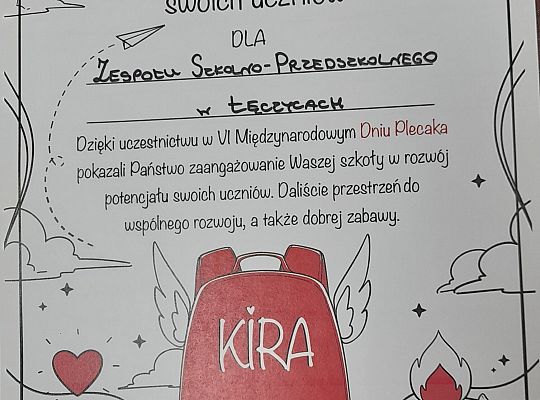 swoich uczniów
DLA
ZESPOŁU SZKOLNO-PRZEDSZKOLNEGO
W ŁĘCZYCACH
Dzięki uczestnictwu w VI Międzynarodowym Dniu Plecaka
pokazali Państwo zaangażowanie Waszej szkoły w rozwój
potencjału swoich uczniów. Daliście przestrzeń do
wspólnego rozwoju, a także dobrej zabawy.
KIRA